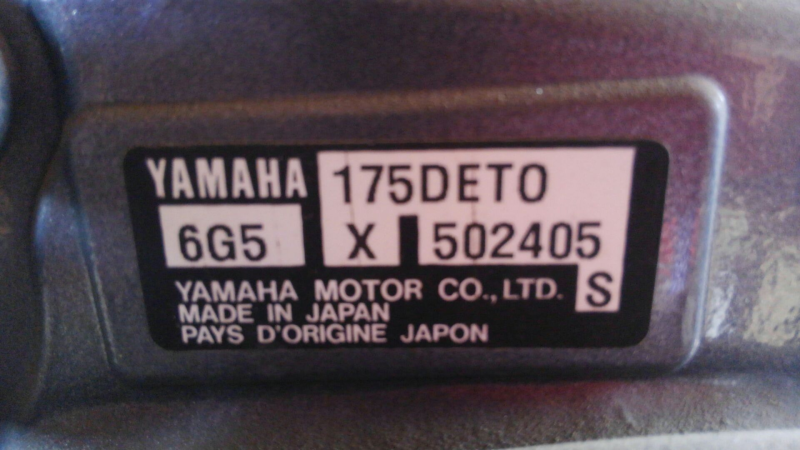 YAMAHA 175DETO
6G5 X 502405
S
YAMAHA MOTOR CO.,LTD.
MADE IN JAPAN
PAYS D'ORIGINE JAPON